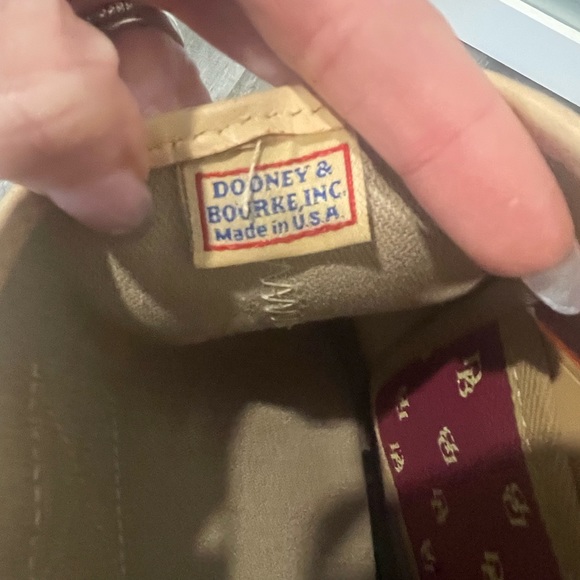 DOONEY &
BOURKE, INC.
Made in U.S.A.